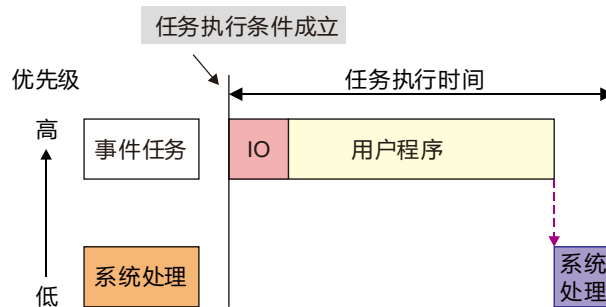 任务执行条件成立
优先级
任务执行时间
高
事件任务
IO
用户程序
低
系统处理
系统
处理